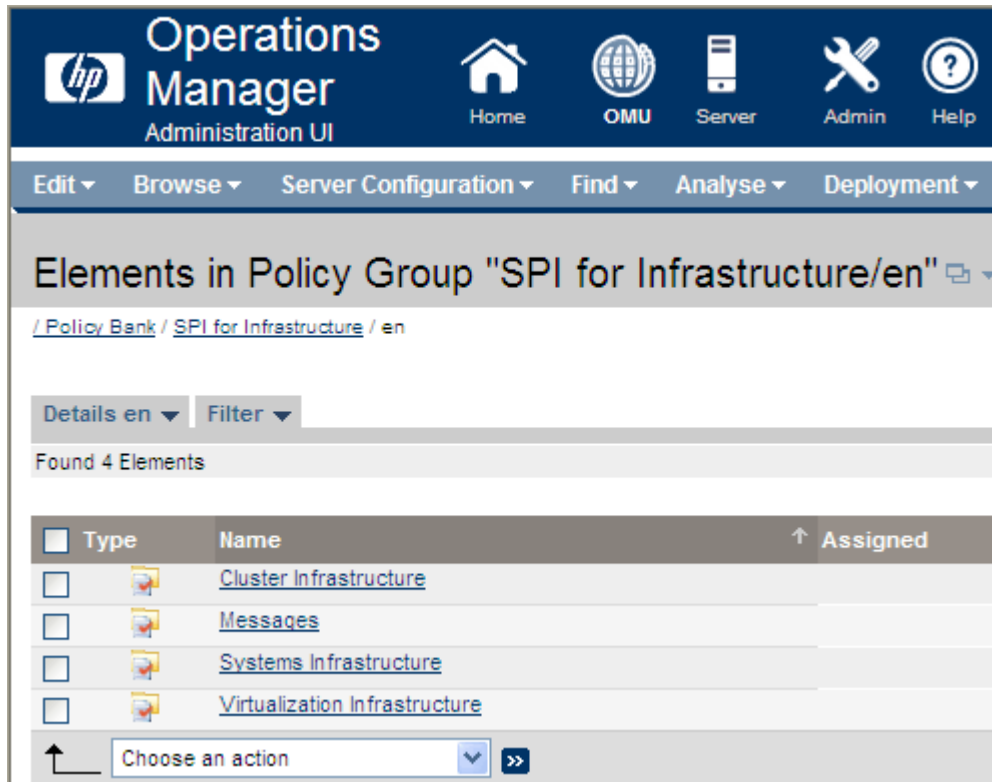 hp
Operations
Manager
Administration UI
Home
OMU
Server
Admin
Help
Edit
Browse
Server Configuration
Find
Analyse
Deployment
Elements in Policy Group "SPI for Infrastructure/en"
/ Policy Bank / SPI for Infrastructure / en
Details en
Filter
Found 4 Elements
Type Name Assigned
Cluster Infrastructure
Messages
Systems Infrastructure
Virtualization Infrastructure
Choose an action